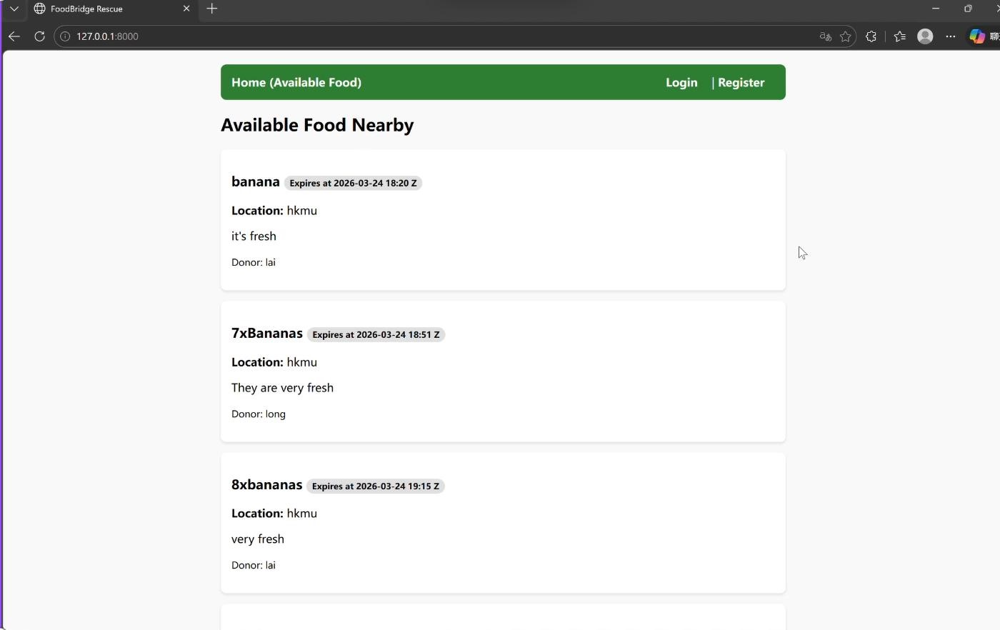 FoodBridge Rescue
127.0.0.1:8000
Home (Available Food)
Login | Register
Available Food Nearby
banana Expires at 2026-03-24 18:20 Z
Location: hkmu
it's fresh
Donor: lai
7xBananas Expires at 2026-03-24 18:51 Z
Location: hkmu
They are very fresh
Donor: long
8xbananas Expires at 2026-03-24 19:15 Z
Location: hkmu
very fresh
Donor: lai